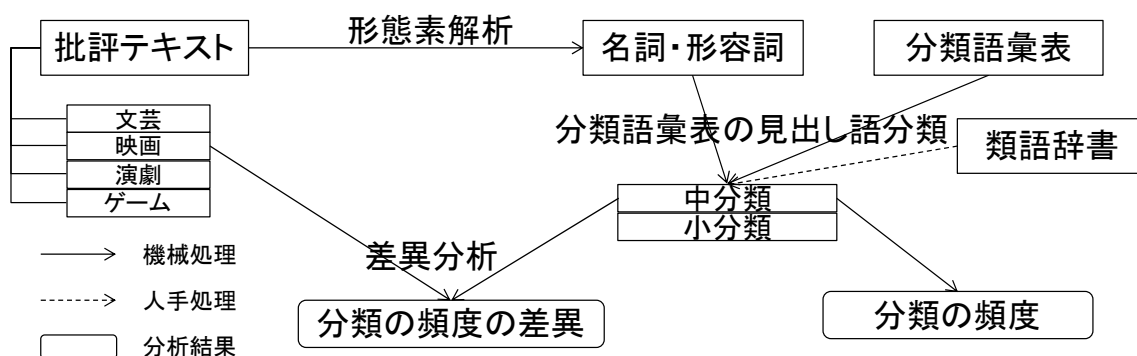 批評テキスト
形態素解析
名詞・形容詞
分類語彙表
文芸
映画
演劇
ゲーム
分類語彙表の見出し語分類
類語辞書
中分類
小分類
機械処理
差異分析
人手処理
分類の頻度の差異
分類の頻度
分析結果